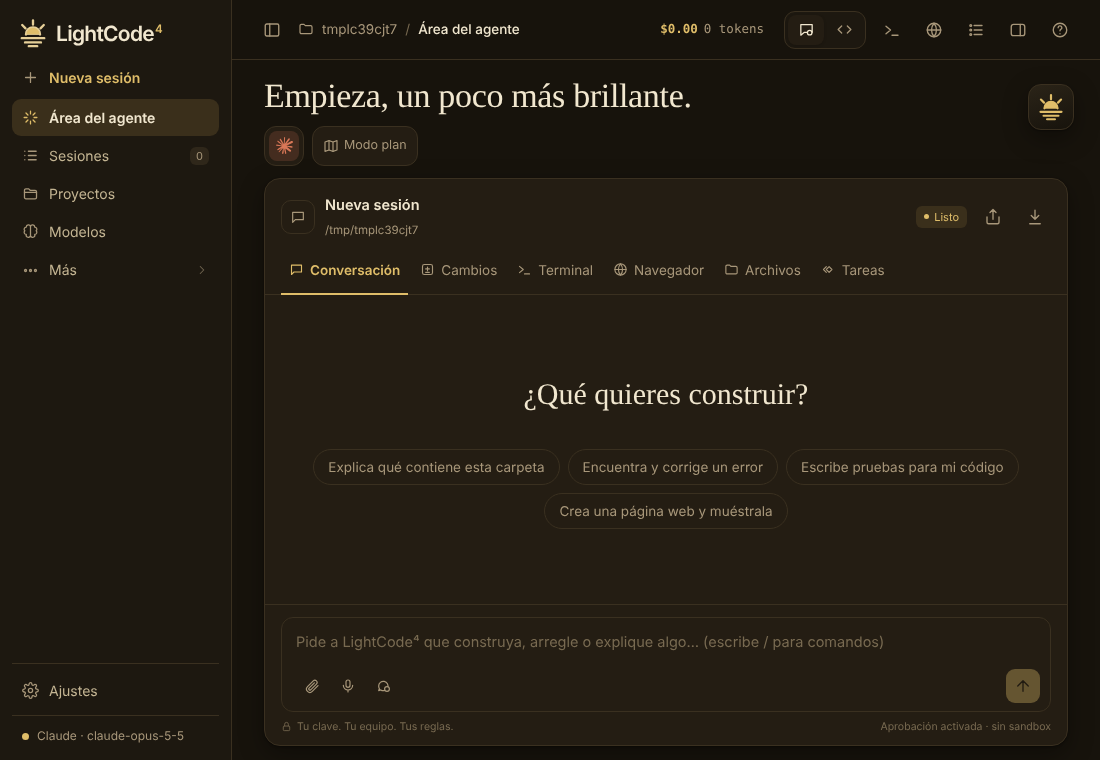 LightCode⁴
Nueva sesión
Área del agente
Sesiones
0
Proyectos
Modelos
Más
Ajustes
Claude · claude-opus-5-5
tmplc39cjt7 / Área del agente
$0.00 0 tokens
Empieza, un poco más brillante.
Modo plan
Nueva sesión
/tmp/tmplc39cjt7
Listo
Conversación
Cambios
Terminal
Navegador
Archivos
Tareas
¿Qué quieres construir?
Explica qué contiene esta carpeta
Encuentra y corrige un error
Escribe pruebas para mi código
Crea una página web y muéstrala
Pide a LightCode⁴ que construya, arregle o explique algo... (escribe / para comandos)
Tu clave. Tu equipo. Tus reglas.
Aprobación activada · sin sandbox